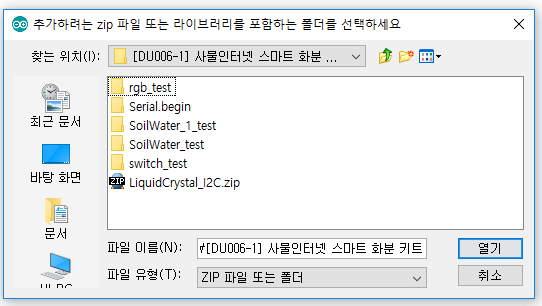 추가하려는 zip 파일 또는 라이브러리를 포함하는 폴더를 선택하세요
찾는 위치(I):
[DU006-1] 사물인터넷 스마트 화분 ...
최근 문서
바탕 화면
문서
rgb_test
Serial.begin
SoilWater_1_test
SoilWater_test
switch_test
ZIP
LiquidCrystal_I2C.zip
파일 이름(N):
[DU006-1] 사물인터넷 스마트 화분 키트
열기
파일 유형(T):
ZIP 파일 또는 폴더
취소